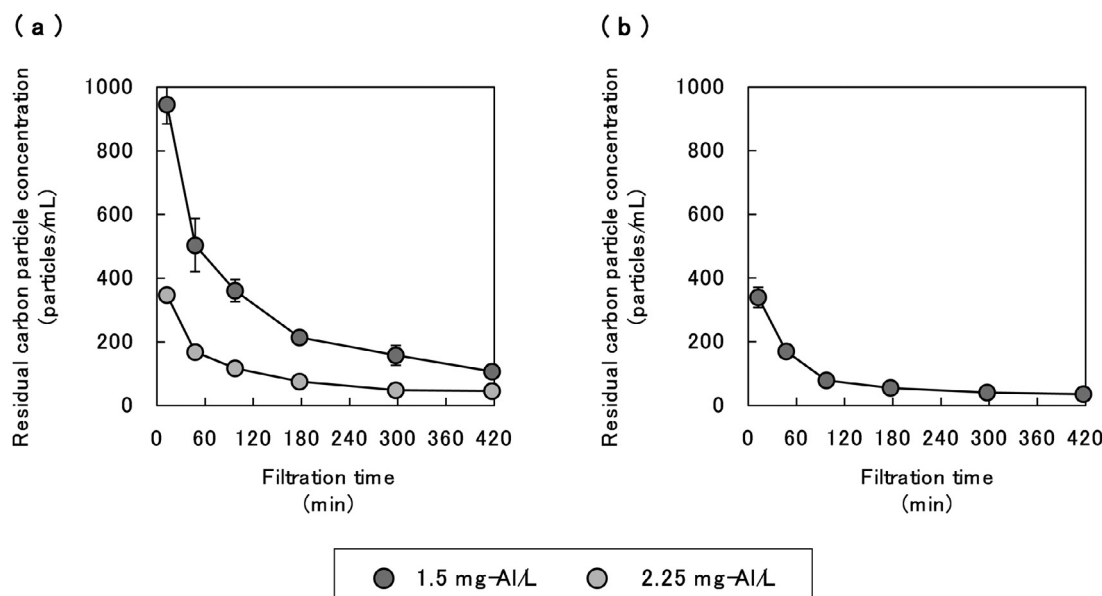 (a)
Residual carbon particle concentration
(particles/mL)
1000
800
600
400
200
0
0 60 120 180 240 300 360 420
Filtration time
(min)
(b)
Residual carbon particle concentration
(particles/mL)
1000
800
600
400
200
0
0 60 120 180 240 300 360 420
Filtration time
(min)
1.5 mg-Al/L 2.25 mg-Al/L